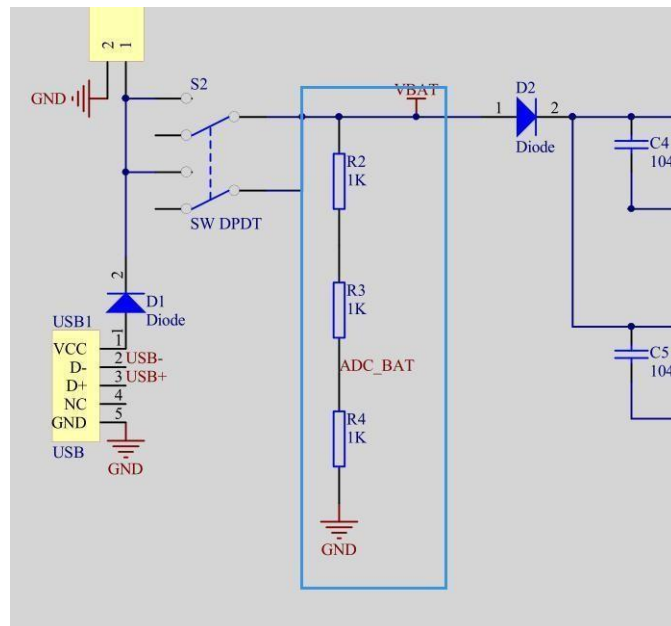 2
1
GND
S2
SW DPDT
VBAT
R2
1K
R3
1K
ADC_BAT
R4
1K
GND
D2
1
2
Diode
C4
104
C5
104
2
D1
Diode
1
USB1
VCC
D-
2
USB-
D+
3
USB+
NC
4
GND
5
USB
GND